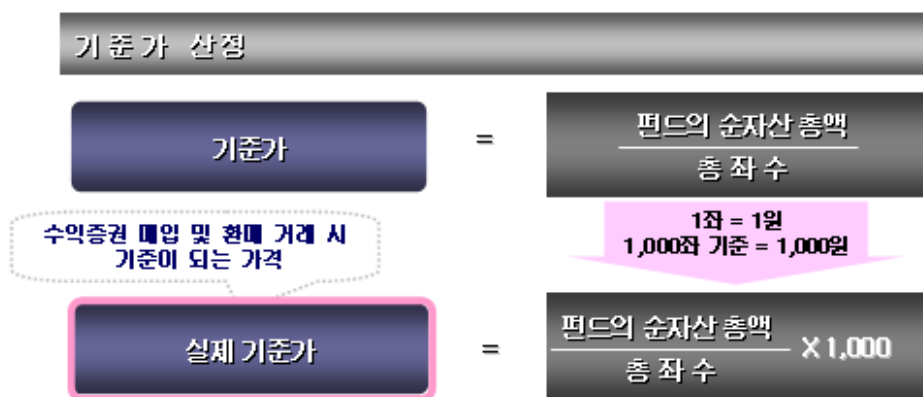 기준가 산정
기준가
=
펀드의 순자산 총액
총 좌 수
수익증권 매입 및 환매 거래 시
기준이 되는 가격
1좌 = 1원
1,000좌 기준 = 1,000원
실제 기준가
=
펀드의 순자산 총액
총 좌 수
X 1,000